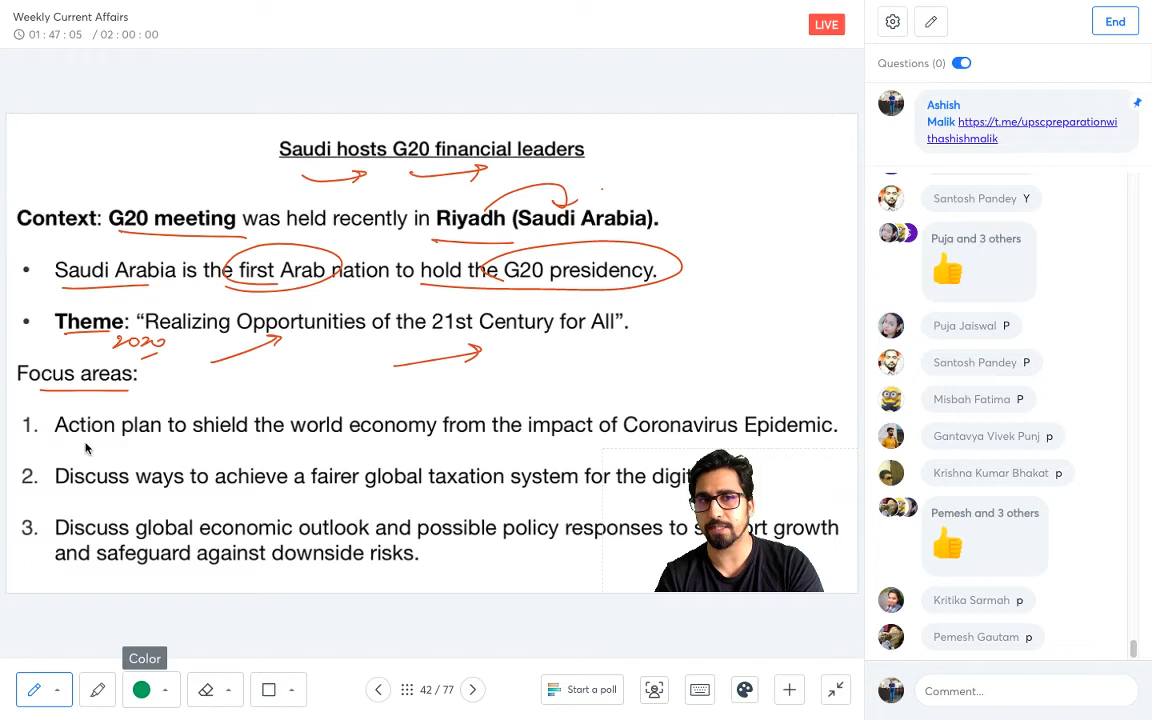 Weekly Current Affairs
01 : 47 : 05 / 02 : 00 : 00
LIVE
End
Questions (0)
Ashish
Malik https://t.me/upscpreparationwi
thashishmalik
Saudi hosts G20 financial leaders
Context: G20 meeting was held recently in Riyadh (Saudi Arabia).
• Saudi Arabia is the first Arab nation to hold the G20 presidency.
• Theme: “Realizing Opportunities of the 21st Century for All”.
2020
Focus areas:
1. Action plan to shield the world economy from the impact of Coronavirus Epidemic.
2. Discuss ways to achieve a fairer global taxation system for the
3. Discuss global economic outlook and possible policy responses to growth
and safeguard against downside risks.
Santosh Pandey Y
Puja and 3 others
Puja Jaiswal P
Santosh Pandey P
Misbah Fatima P
Gantavya Vivek Punj p
Krishna Kumar Bhakat p
Pemesh and 3 others
Kritika Sarmah p
Pemesh Gautam p
Color
42 / 77
Start a poll
Comment...